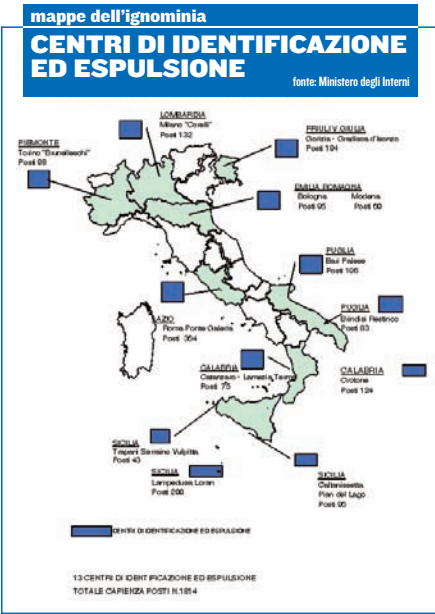 mappe dell'ignominia
CENTRI DI IDENTIFICAZIONE
ED ESPULSIONE
fonte: Ministero degli Interni
LOMBARDIA
Milano "Corelli"
Posti 132
PIEMONTE
Torino "Brunelleschi"
Posti 98
FRIULI V GIULIA
Gorizia - Gradisca d'Isonzo
Posti 194
EMILIA ROMAGNA
Bologna Modena
Posti 95 Posti 60
PUGLIA
Bari Palese
Posti 196
PUGLIA
Brindisi Restinco
Posti 83
LAZIO
Roma Ponte Galeria
Posti 364
CALABRIA
Catanzaro - Lamezia Terme
Posti 75
CALABRIA
Crotone
Posti 124
SICILIA
Trapani Serraino Vulpitta
Posti 43
SICILIA
Lampedusa Loran
Posti 200
SICILIA
Caltanissetta
Pian del Lago
Posti 96
CENTRI DI IDENTIFICAZIONE ED ESPULSIONE
13 CENTRI DI IDENTIFICAZIONE ED ESPULSIONE
TOTALE CAPIENZA POSTI N.1814